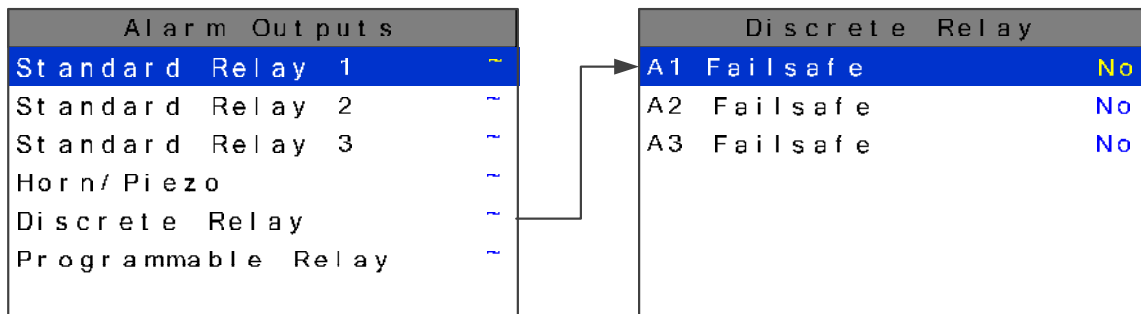 Alarm Outputs
Standard Relay 1 ~
Standard Relay 2 ~
Standard Relay 3 ~
Horn/Piezo ~
Discrete Relay ~
Programmable Relay ~
Discrete Relay
A1 Failsafe No
A2 Failsafe No
A3 Failsafe No